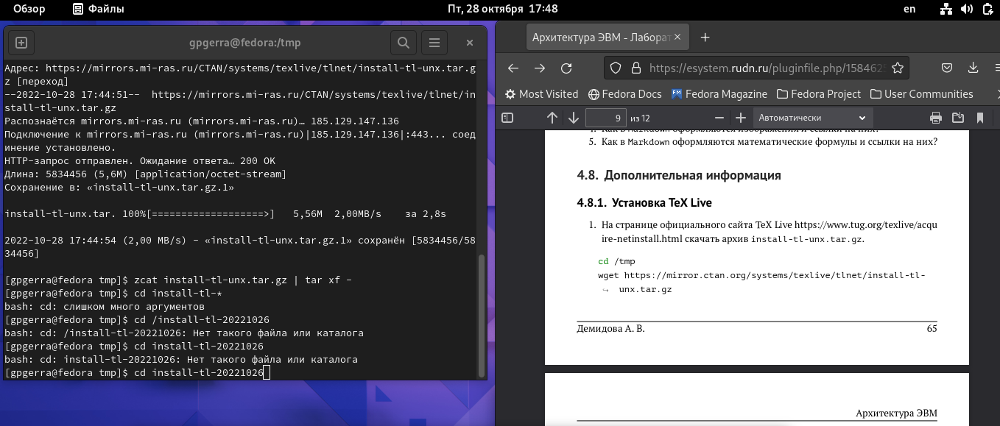 Обзор
Файлы
Пт, 28 октября 17:48
en
gpgerra@fedora:/tmp
Адрес: https://mirrors.mi-ras.ru/CTAN/systems/texlive/tlnet/install-tl-unx.tar.g
z [переход]
--2022-10-28 17:44:51-- https://mirrors.mi-ras.ru/CTAN/systems/texlive/tlnet/in
stall-tl-unx.tar.gz
Распознаётся mirrors.mi-ras.ru (mirrors.mi-ras.ru)… 185.129.147.136
Подключение к mirrors.mi-ras.ru (mirrors.mi-ras.ru)|185.129.147.136|:443... соед
инение установлено.
HTTP-запрос отправлен. Ожидание ответа… 200 OK
Длина: 5834456 (5,6M) [application/octet-stream]
Сохранение в: «install-tl-unx.tar.gz.1»
install-tl-unx.tar. 100%[===================>] 5,56M 2,00MB/s за 2,8s
2022-10-28 17:44:54 (2,00 MB/s) - «install-tl-unx.tar.gz.1» сохранён [5834456/58
34456]
[gpgerra@fedora tmp]$ zcat install-tl-unx.tar.gz | tar xf -
[gpgerra@fedora tmp]$ cd install-tl-*
bash: cd: слишком много аргументов
[gpgerra@fedora tmp]$ cd /install-tl-20221026
bash: cd: /install-tl-20221026: Нет такого файла или каталога
[gpgerra@fedora tmp]$ cd install-tl-20221026
bash: cd: install-tl-20221026: Нет такого файла или каталога
[gpgerra@fedora tmp]$ cd install-tl-20221026
Архитектура ЭВМ - Лаборат
https://esystem.rudn.ru/pluginfile.php/158462
Most Visited
Fedora Docs
Fedora Magazine
Fedora Project
User Communities
9 из 12
Автоматически
4. Как в Markdown оформляются изображения и ссылки на них?
5. Как в Markdown оформляются математические формулы и ссылки на них?
4.8. Дополнительная информация
4.8.1. Установка TeX Live
1. На странице официального сайта TeX Live https://www.tug.org/texlive/acqu
ire-netinstall.html скачать архив install-tl-unx.tar.gz.
cd /tmp
wget https://mirror.ctan.org/systems/texlive/tlnet/install-tl-
↪ unx.tar.gz
Демидова А. В.
65
Архитектура ЭВМ